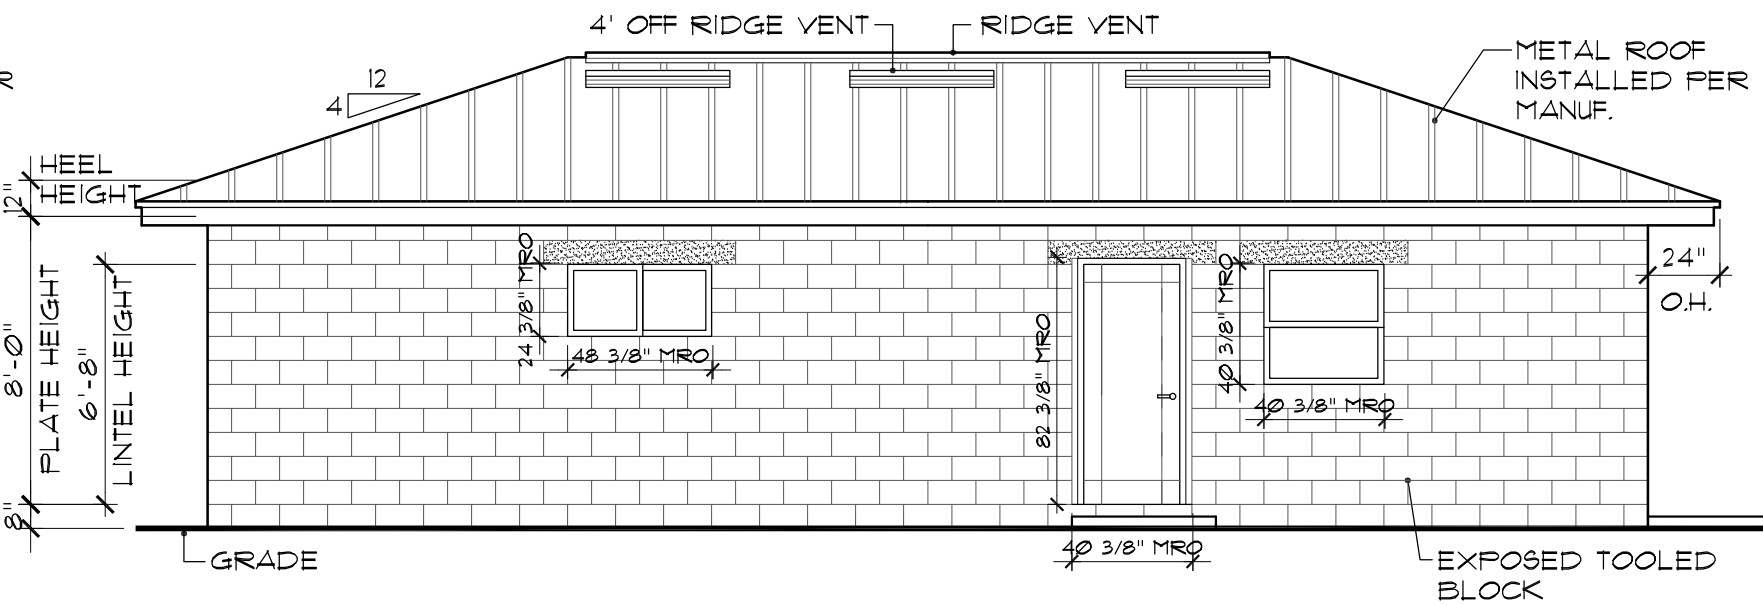 4' OFF RIDGE VENT
RIDGE VENT
METAL ROOF
INSTALLED PER
MANUF.
12
4
HEEL
HEIGHT
12"
8'-0"
PLATE HEIGHT
6'-8"
LINTEL HEIGHT
8"
24 3/8" MRO
48 3/8" MRO
82 3/8" MRO
40 3/8" MRO
40 3/8" MRO
40 3/8" MRO
24"
O.H.
GRADE
EXPOSED TOOLED
BLOCK